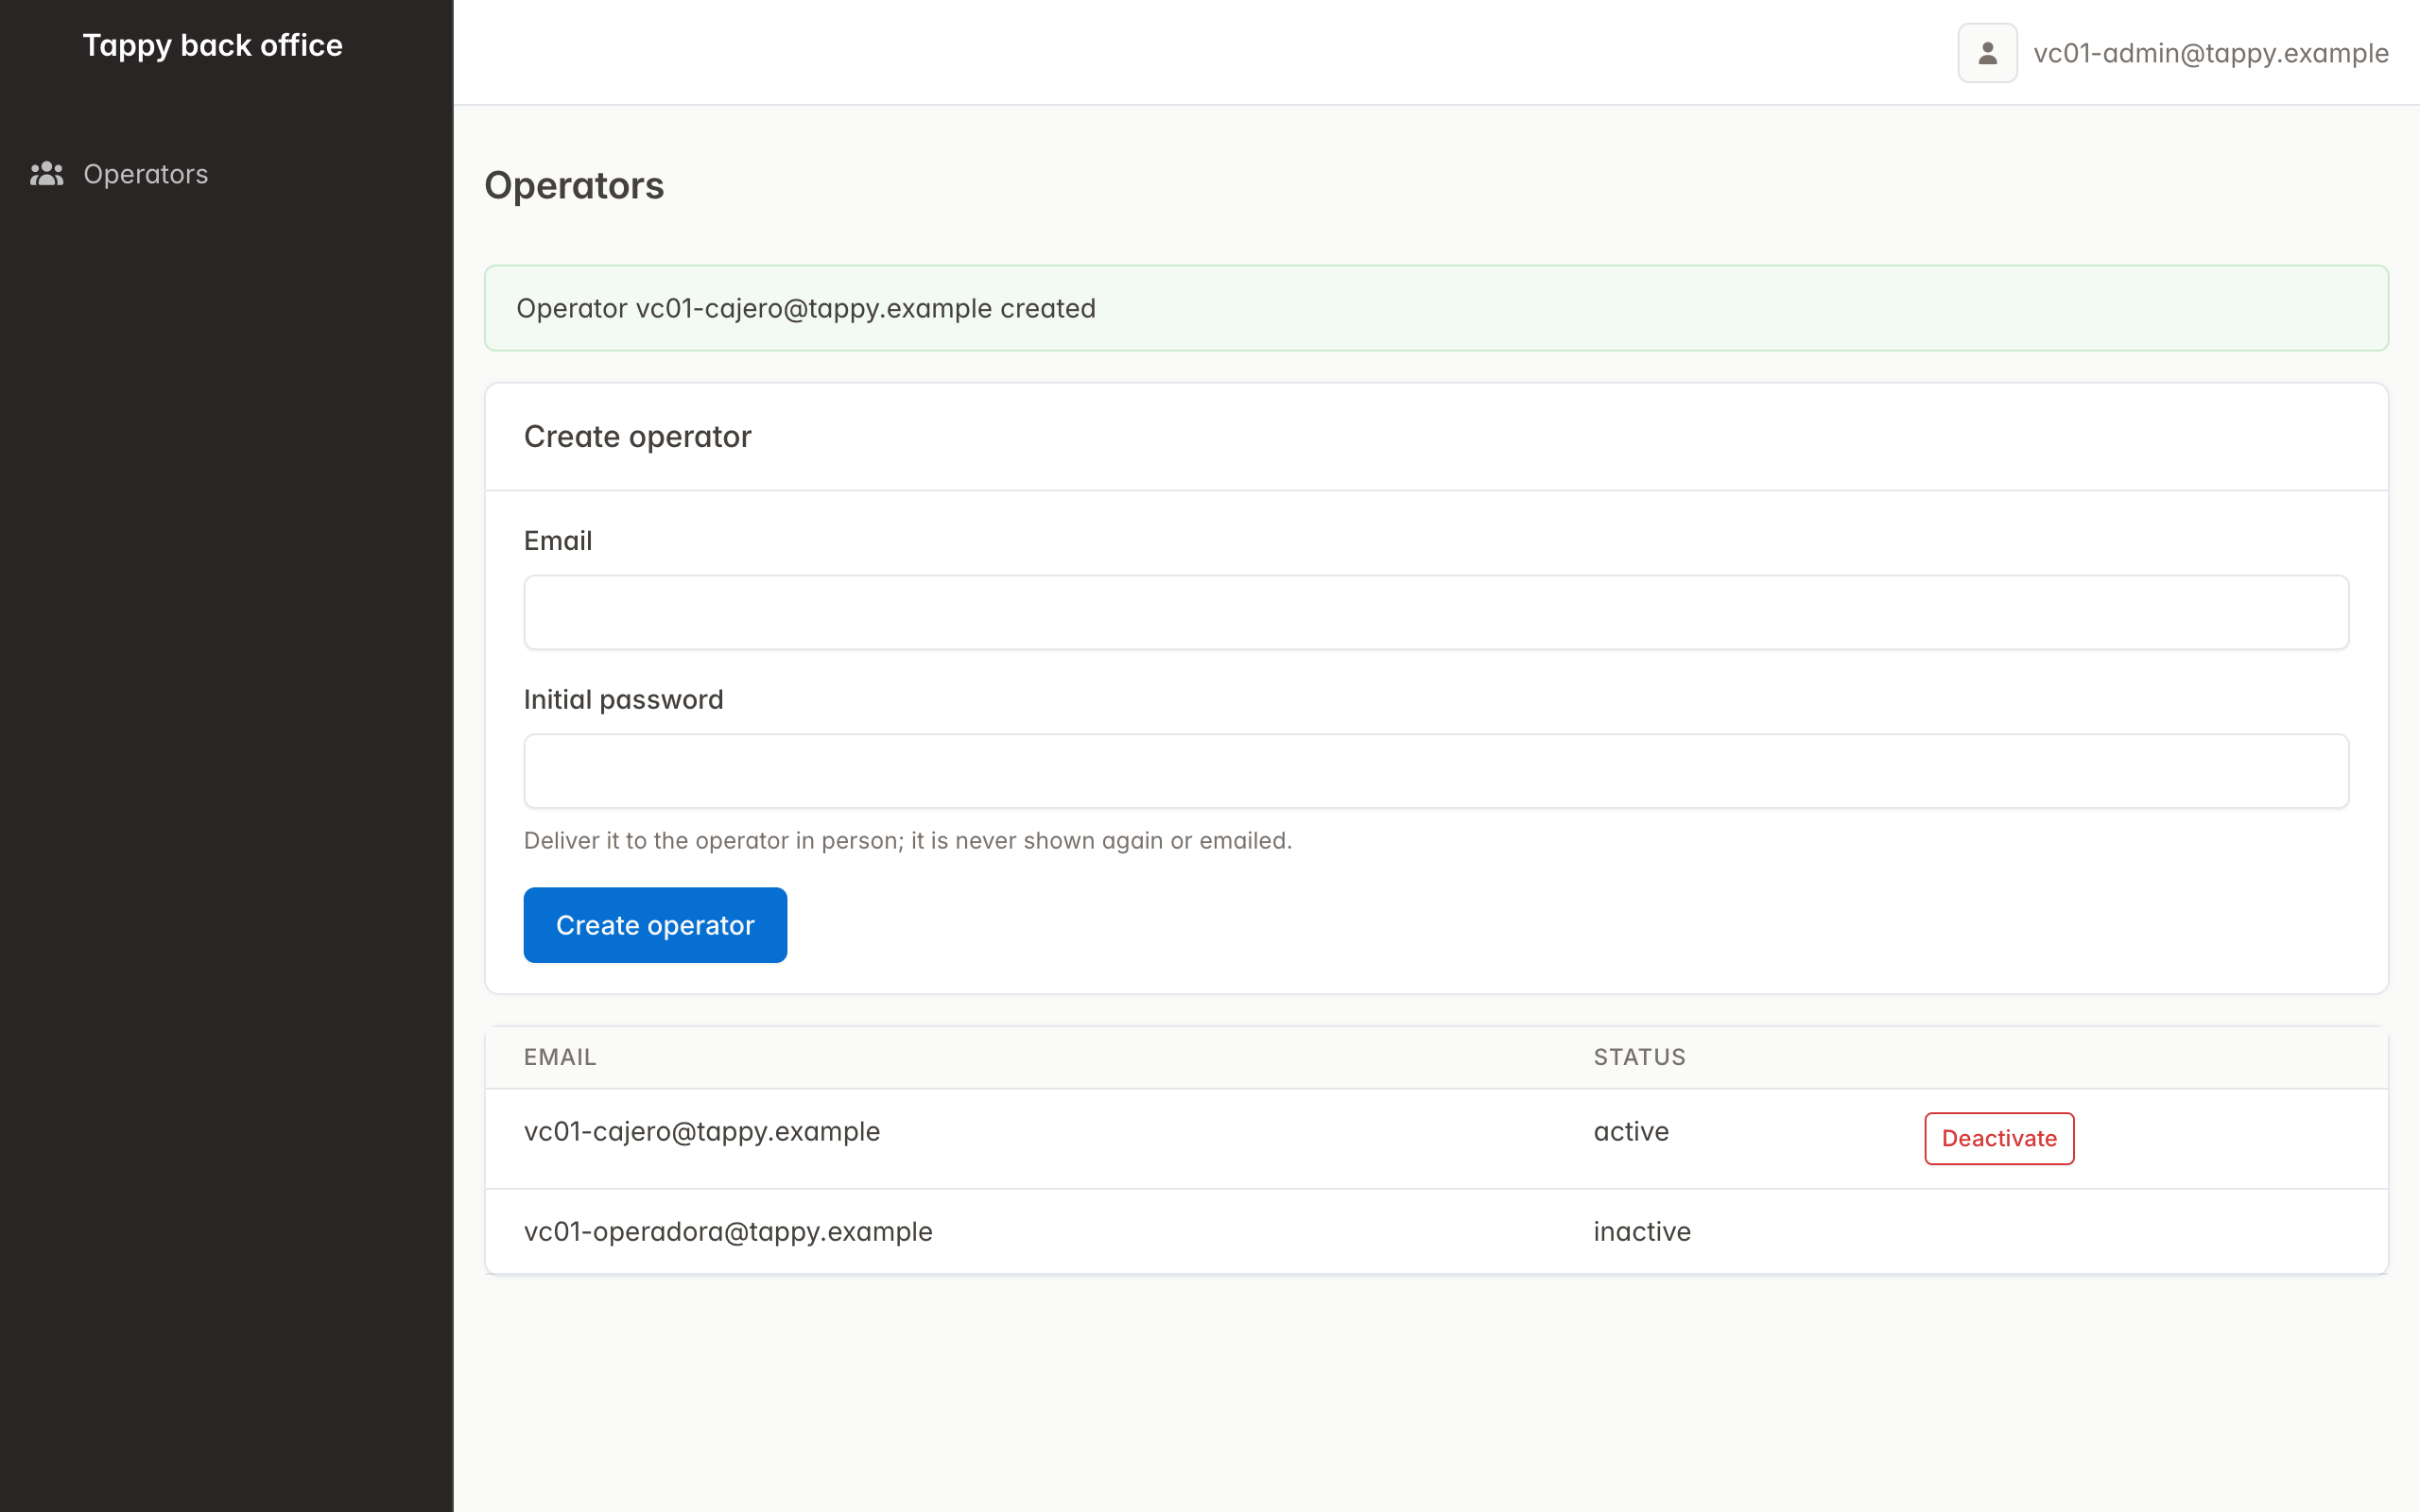 Tappy back office
vc01-admin@tappy.example
Operators
Operators
Operator vc01-cajero@tappy.example created
Create operator
Email
Initial password
Deliver it to the operator in person; it is never shown again or emailed.
Create operator
EMAIL STATUS
vc01-cajero@tappy.example active Deactivate
vc01-operadora@tappy.example inactive